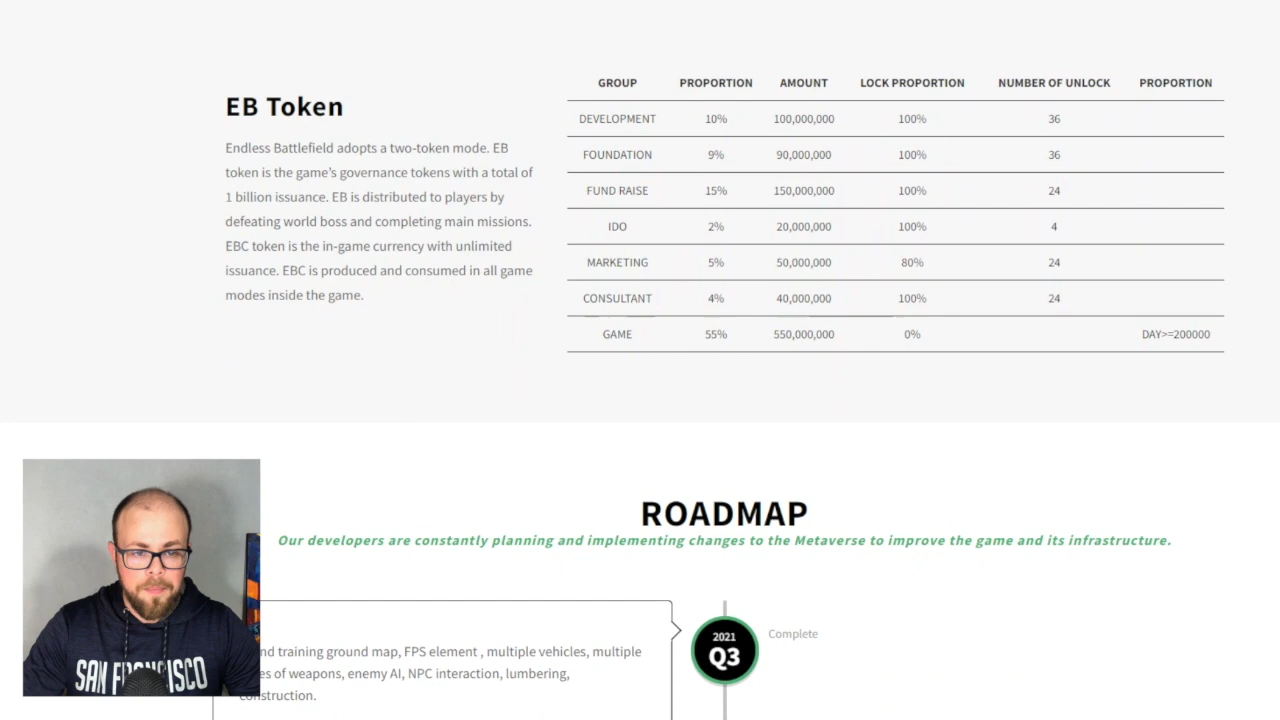 GROUP PROPORTION AMOUNT LOCK PROPORTION NUMBER OF UNLOCK PROPORTION
DEVELOPMENT 10% 100,000,000 100% 36
FOUNDATION 9% 90,000,000 100% 36
FUND RAISE 15% 150,000,000 100% 24
IDO 2% 20,000,000 100% 4
MARKETING 5% 50,000,000 80% 24
CONSULTANT 4% 40,000,000 100% 24
GAME 55% 550,000,000 0% DAY>=200000
EB Token
Endless Battlefield adopts a two-token mode. EB
token is the game's governance tokens with a total of
1 billion issuance. EB is distributed to players by
defeating world boss and completing main missions.
EBC token is the in-game currency with unlimited
issuance. EBC is produced and consumed in all game
modes inside the game.
ROADMAP
Our developers are constantly planning and implementing changes to the Metaverse to improve the game and its infrastructure.
training ground map, FPS element , multiple vehicles, multiple
of weapons, enemy AI, NPC interaction, lumbering,
construction.
2021
Q3
Complete
SAN FRANCISCO